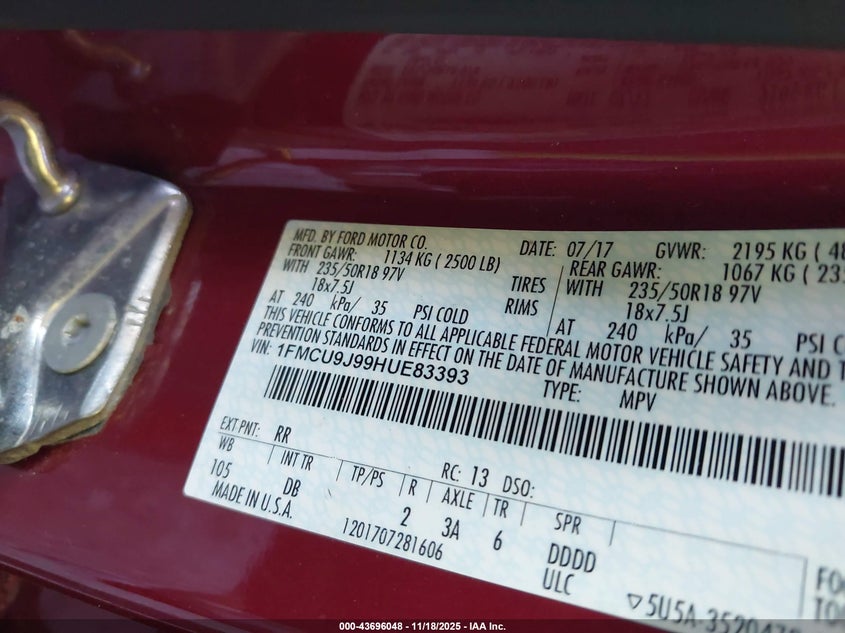 MFD. BY FORD MOTOR CO.
DATE: 07/17 GVWR: 2195 KG ( 48
FRONT GAWR: 1134 KG ( 2500 LB) REAR GAWR: 1067 KG ( 235
WITH 235/50R18 97V TIRES WITH 235/50R18 97V
18x7.5J RIMS 18x7.5J
AT 240 kPa/ 35 PSI COLD AT 240 kPa/ 35 PSI C
THIS VEHICLE CONFORMS TO ALL APPLICABLE FEDERAL MOTOR VEHICLE SAFETY AND T
PREVENTION STANDARDS IN EFFECT ON THE DATE OF MANUFACTURE SHOWN ABOVE.
VIN: 1FMCU9J99HUE83393
TYPE: MPV
EXT PNT: RR RC: 13 DSO:
WB INT TR TP/PS R AXLE TR SPR
105 DB 2 3A 6 DDDD
MADE IN U.S.A. 1201707281606 ULC
▽5U5A-35204
000-43696048 - 11/18/2025 - IAA Inc.